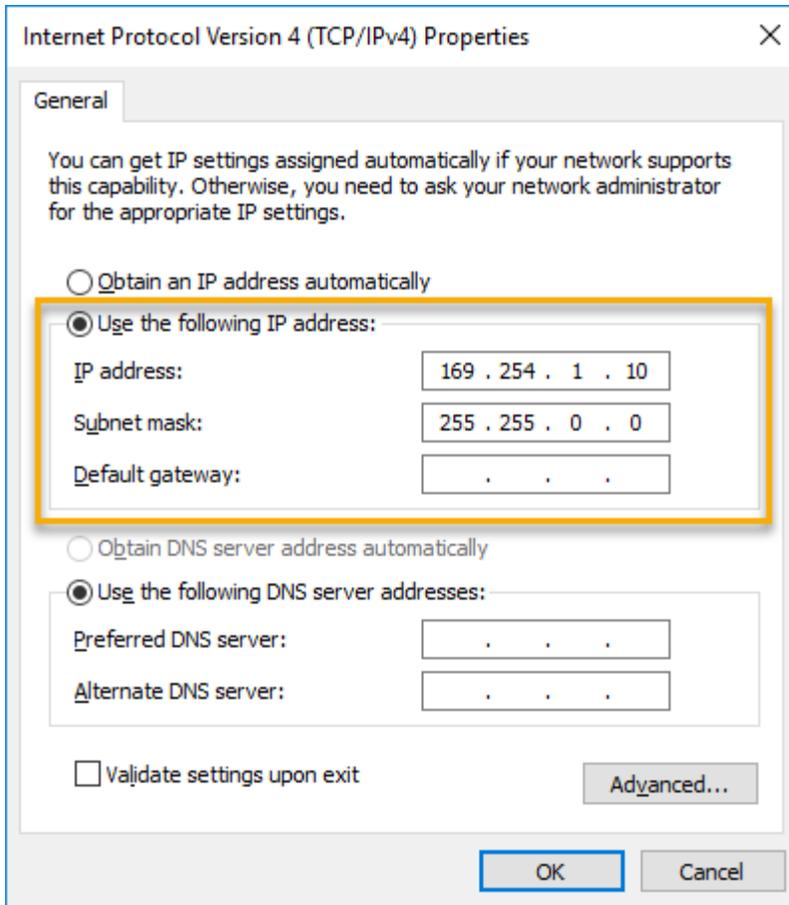 Internet Protocol Version 4 (TCP/IPv4) Properties
General
You can get IP settings assigned automatically if your network supports
this capability. Otherwise, you need to ask your network administrator
for the appropriate IP settings.
Obtain an IP address automatically
Use the following IP address:
IP address: 169 . 254 . 1 . 10
Subnet mask: 255 . 255 . 0 . 0
Default gateway: . . .
Obtain DNS server address automatically
Use the following DNS server addresses:
Preferred DNS server: . . .
Alternate DNS server: . . .
Validate settings upon exit
Advanced...
OK Cancel